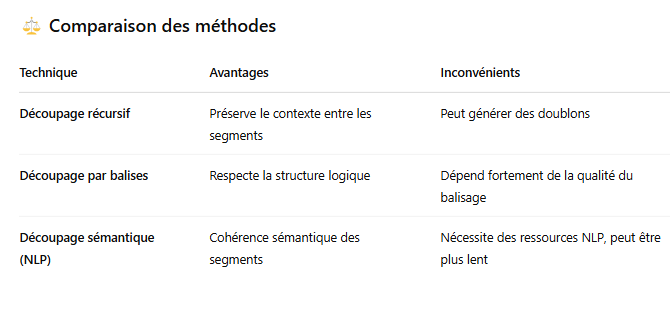 ⚖️ Comparaison des méthodes
Technique Avantages Inconvénients
Découpage récursif Préserve le contexte entre les Peut générer des doublons
segments
Découpage par balises Respecte la structure logique Dépend fortement de la qualité du
balisage
Découpage sémantique Cohérence sémantique des Nécessite des ressources NLP, peut être
(NLP) segments plus lent